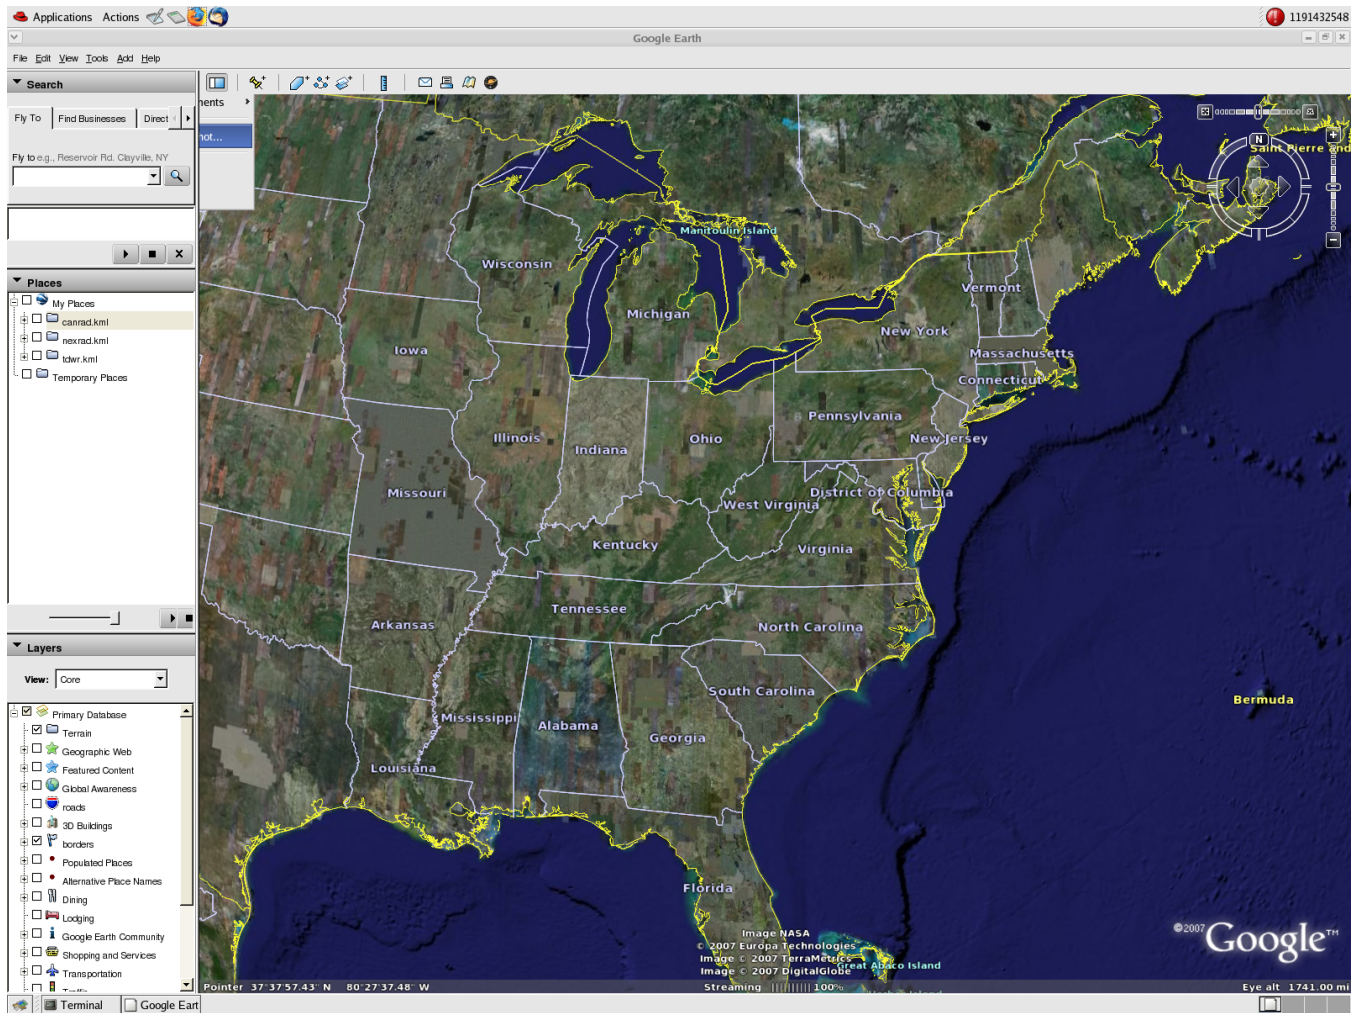 Applications Actions
1191432548
Google Earth
File Edit View Tools Add Help
Search
Fly To Find Businesses Direct
Fly to e.g., Reservoir Rd. Clayville, NY
Places
My Places
canrad.kml
nexrad.kml
tdwr.kml
Temporary Places
Layers
View: Core
Primary Database
Terrain
Geographic Web
Featured Content
Global Awareness
roads
3D Buildings
borders
Populated Places
Alternative Place Names
Dining
Lodging
Google Earth Community
Shopping and Services
Transportation
N
Saint Pierre and
Manitoulin Island
Wisconsin
Vermont
Michigan
New York
Iowa
Massachusetts
Connecticut
Pennsylvania
Illinois
Ohio
New Jersey
Indiana
Missouri
District of Columbia
West Virginia
Kentucky
Virginia
Tennessee
Arkansas
North Carolina
South Carolina
Bermuda
Mississippi
Alabama
Georgia
Louisiana
Florida
Image NASA
© 2007 Europa Technologies
Image © 2007 TerraMetrics
Image © 2007 DigitalGlobe
Great Abaco Island
©2007 Google™
Pointer 37°37'57.43" N 80°27'37.48" W
Streaming 100%
Eye alt 1741.00 mi
Terminal
Google Eart